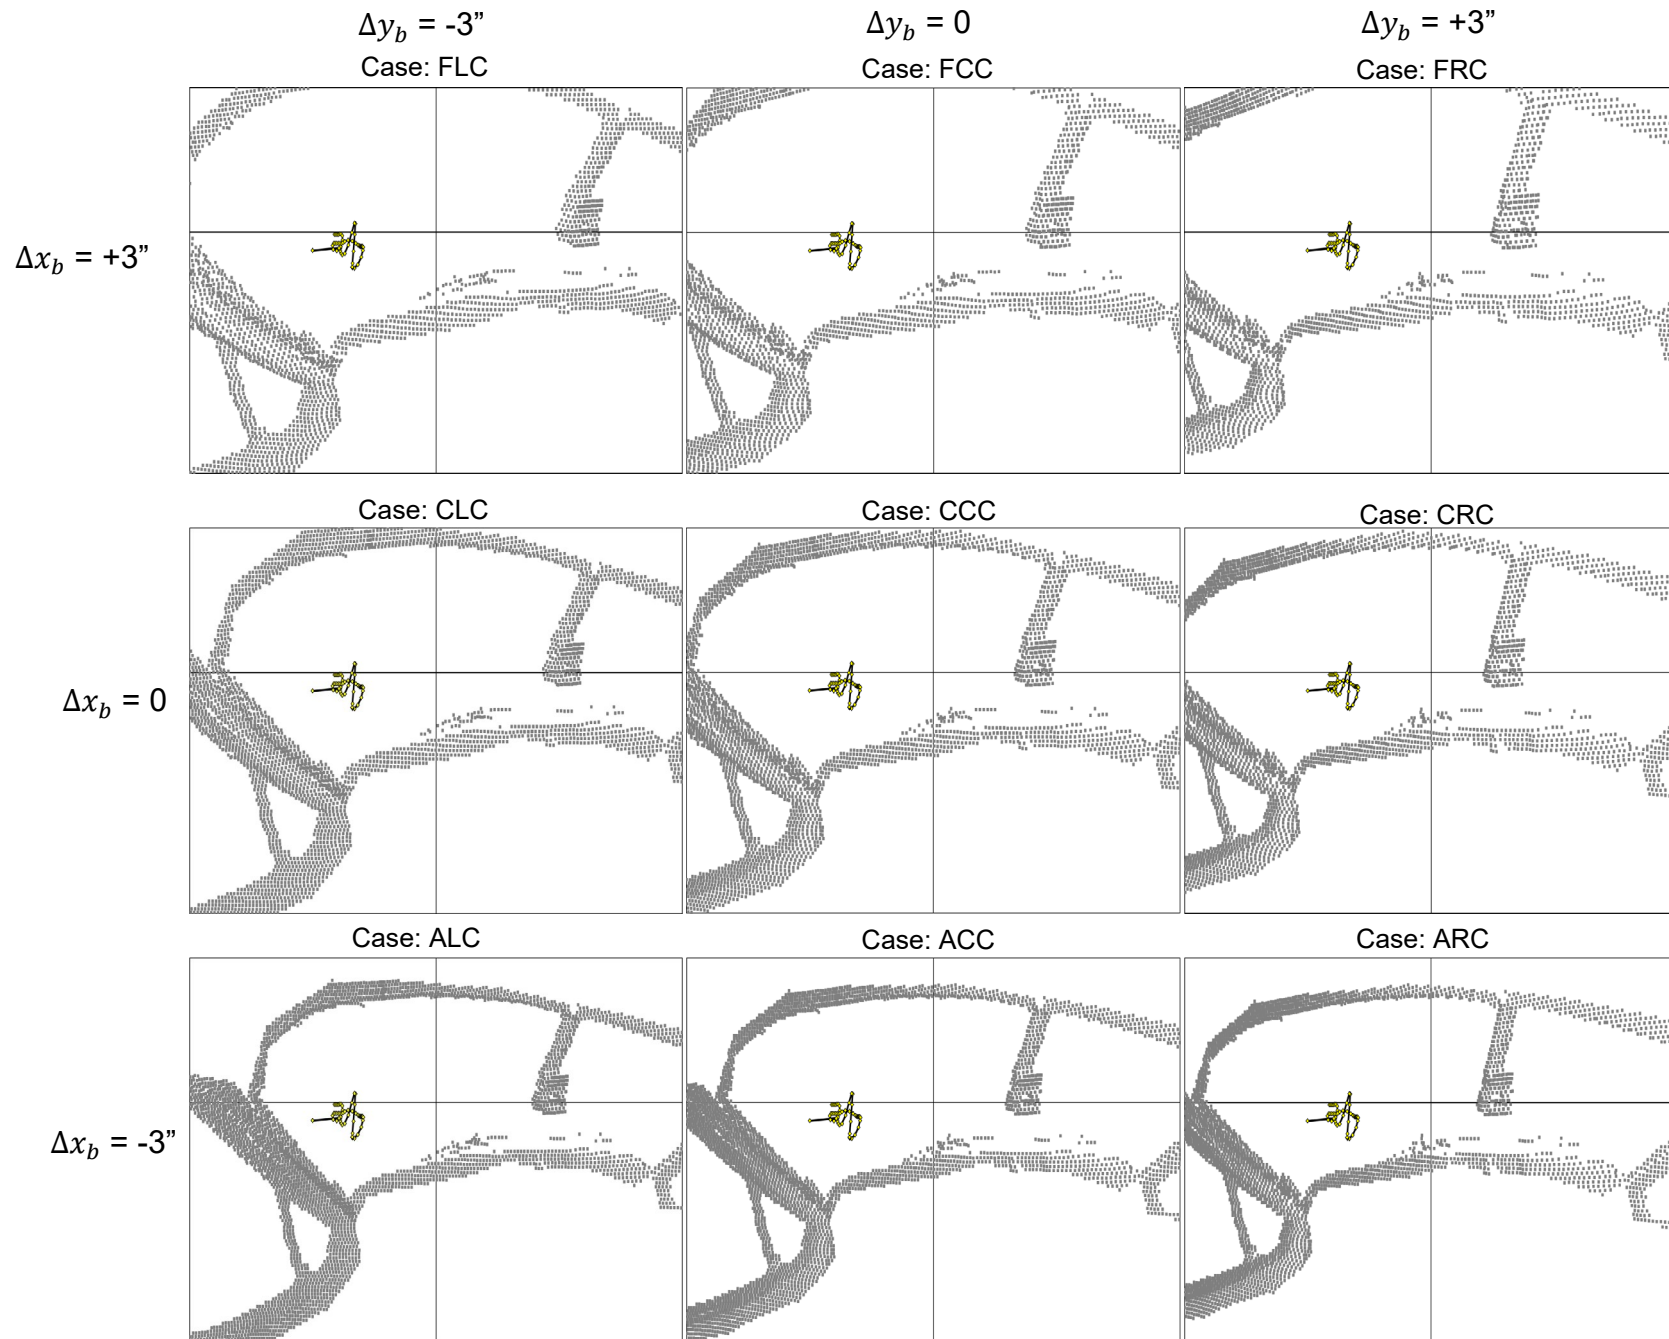 Δy_b = -3” Δy_b = 0 Δy_b = +3”
Case: FLC Case: FCC Case: FRC
Δx_b = +3”
Case: CLC Case: CCC Case: CRC
Δx_b = 0
Case: ALC Case: ACC Case: ARC
Δx_b = -3”